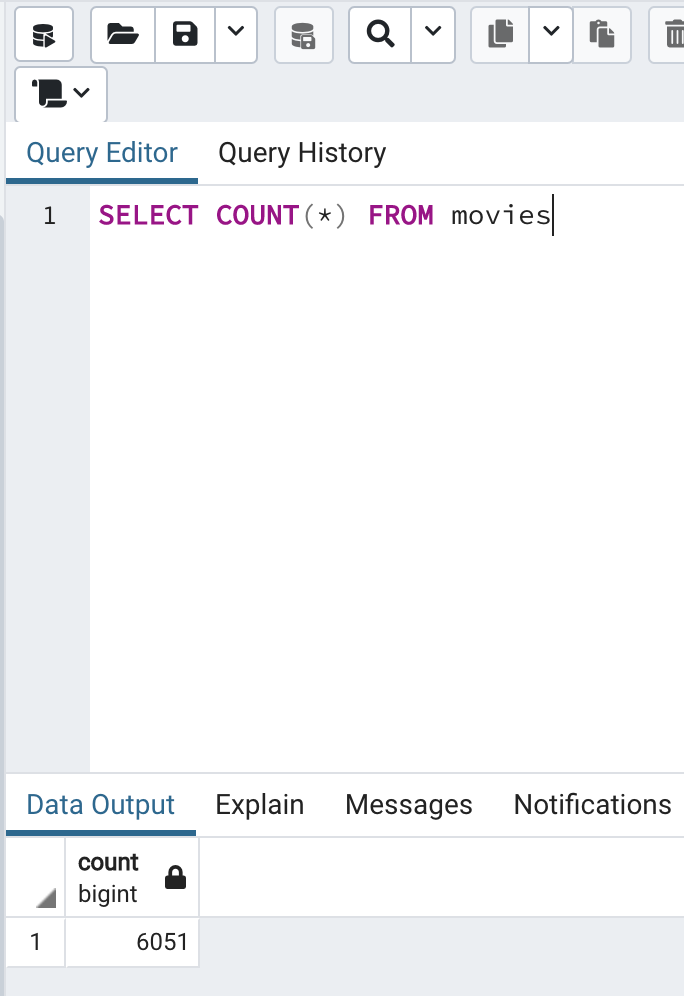 Query Editor Query History
1 SELECT COUNT(*) FROM movies
Data Output Explain Messages Notifications
count
bigint
1 6051